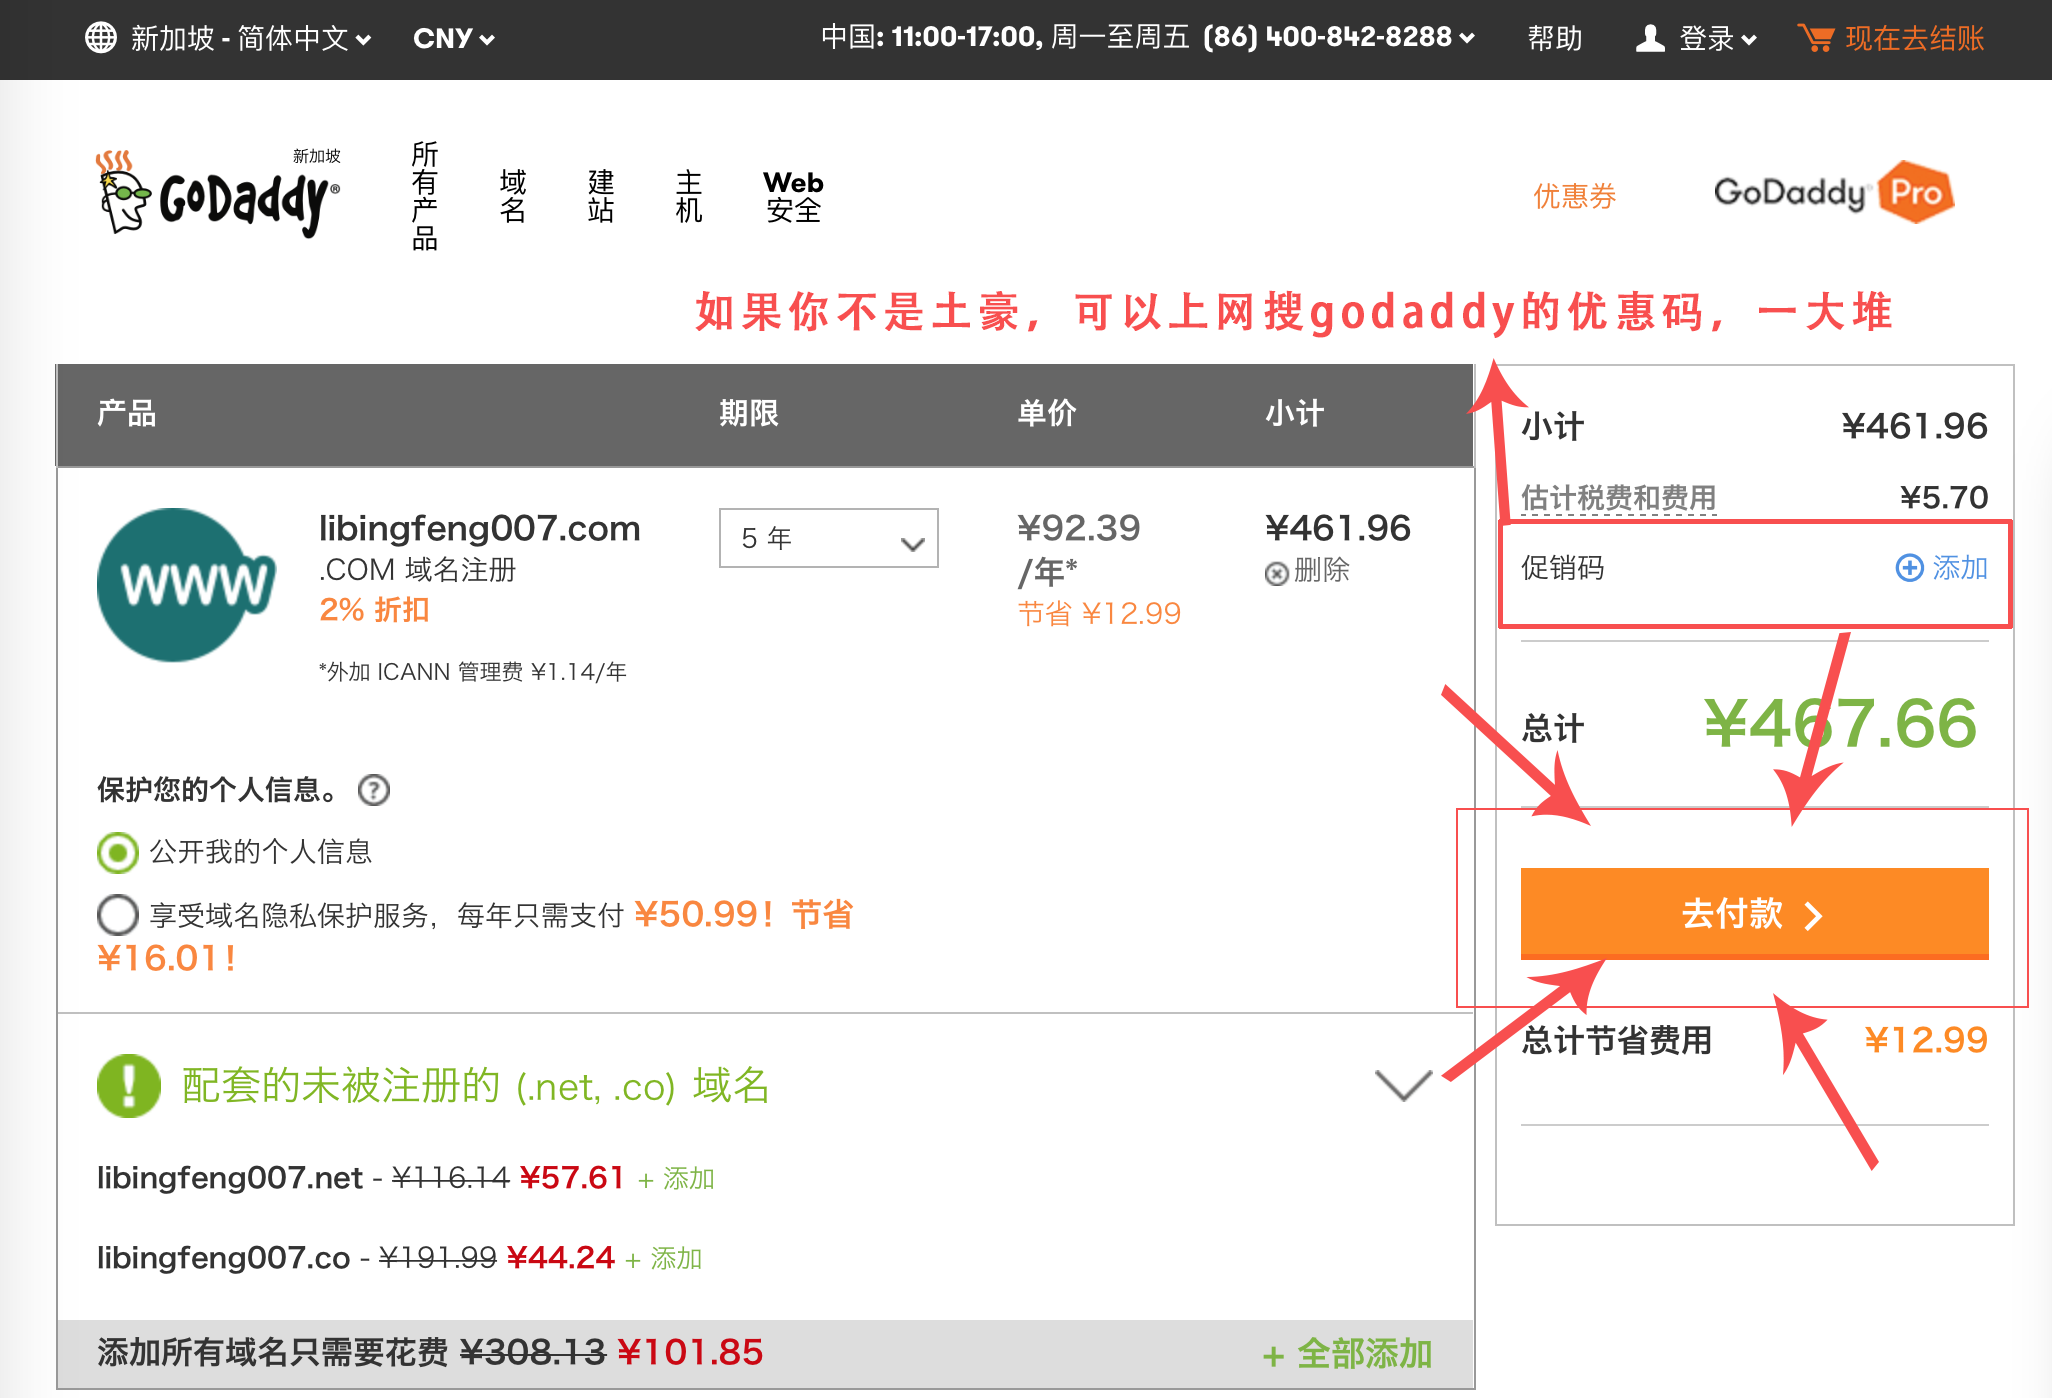 新加坡 - 简体中文 CNY 中国: 11:00-17:00, 周一至周五 (86) 400-842-8288 帮助 登录 现在去结账
新加坡
GoDaddy®
所有产品 域名 建站 主机 Web 安全 优惠券 GoDaddy Pro
如果你不是土豪，可以上网搜godaddy的优惠码，一大堆
产品 期限 单价 小计
libingfeng007.com
.COM 域名注册
2% 折扣
*外加 ICANN 管理费 ¥1.14/年
www
5 年
¥92.39
/年*
节省 ¥12.99
¥461.96
删除
保护您的个人信息。 ?
公开我的个人信息
享受域名隐私保护服务，每年只需支付 ¥50.99！节省
¥16.01！
配套的未被注册的 (.net, .co) 域名
libingfeng007.net - ¥116.14 ¥57.61 + 添加
libingfeng007.co - ¥191.99 ¥44.24 + 添加
添加所有域名只需要花费 ¥308.13 ¥101.85 + 全部添加
小计 ¥461.96
估计税费和费用 ¥5.70
促销码 添加
总计 ¥467.66
去付款
总计节省费用 ¥12.99